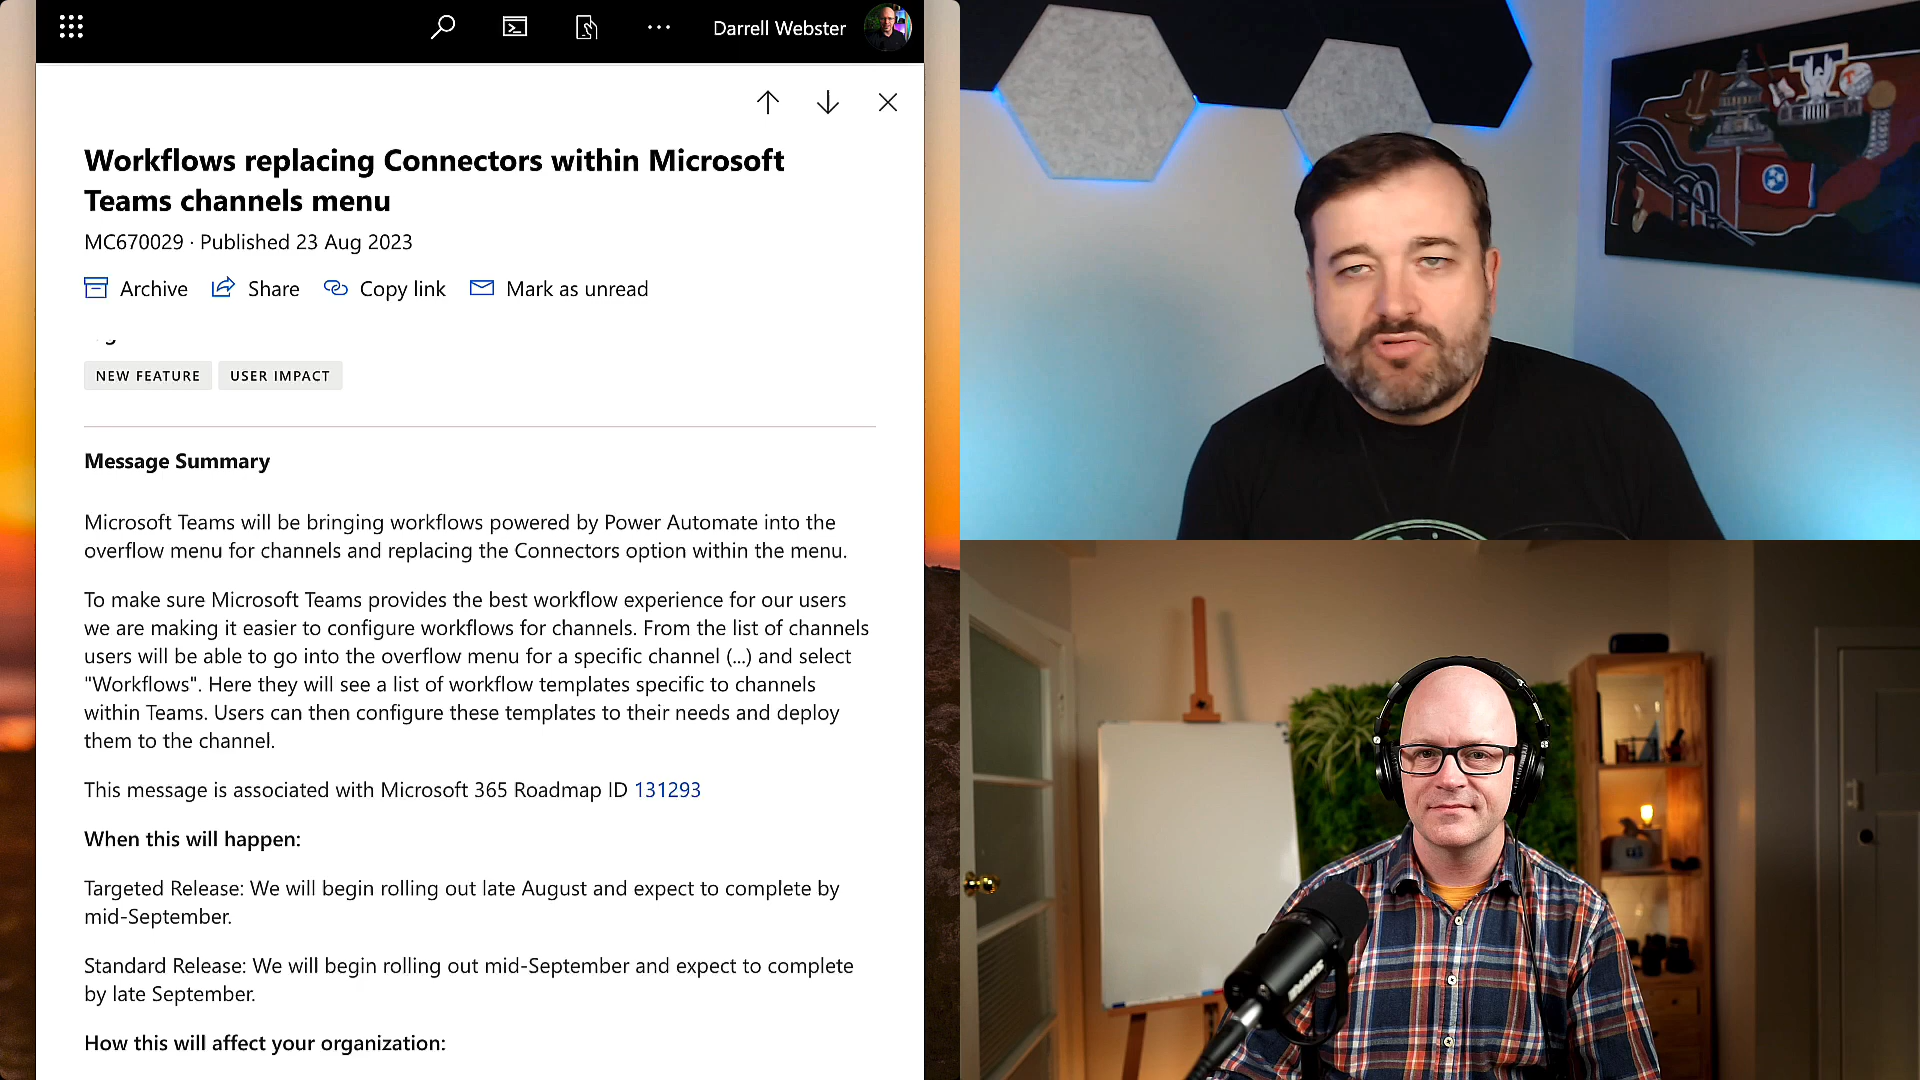 Darrell Webster
Workflows replacing Connectors within Microsoft
Teams channels menu
MC670029 · Published 23 Aug 2023
Archive Share Copy link Mark as unread
NEW FEATURE USER IMPACT
Message Summary
Microsoft Teams will be bringing workflows powered by Power Automate into the
overflow menu for channels and replacing the Connectors option within the menu.
To make sure Microsoft Teams provides the best workflow experience for our users
we are making it easier to configure workflows for channels. From the list of channels
users will be able to go into the overflow menu for a specific channel (...) and select
"Workflows". Here they will see a list of workflow templates specific to channels
within Teams. Users can then configure these templates to their needs and deploy
them to the channel.
This message is associated with Microsoft 365 Roadmap ID 131293
When this will happen:
Targeted Release: We will begin rolling out late August and expect to complete by
mid-September.
Standard Release: We will begin rolling out mid-September and expect to complete
by late September.
How this will affect your organization: